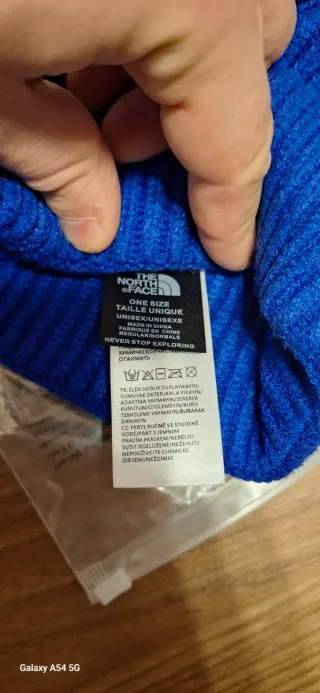 THE
NORTH
FACE
ONE SIZE
TAILLE UNIQUE
UNISEX/UNISEXE
MADE IN CHINA
FABRIQUÉ EN CHINE
REGULAR/NORMALE
NEVER STOP EXPLORING
ОТЖИМАТЬ
TR: ELDE SOĞUK SUYLA YIKAYIN/
YUMUŞAK DETERJANLA YIKAYIN/
AĞARTMA YAPMAYIN/SEREREK
KURUTUN/ÜTÜLEMEYİN/KURU
TEMİZLEME YAPMAYIN/BURARAK
SIKMAYIN
CZ: PERTE RUČNĚ VE STUDENÉ
VODĚ/PRÁT S JEMNÝM
PRACÍM PRÁŠKEM/NEBĚLIT/
SUŠIT ROZLOŽENÉ/NEŽEHLIT/
NEPOUŽÍVEJTE CHEMICKÉ
ČIŠTĚNÍ/NEŽDÍMAT
Galaxy A54 5G